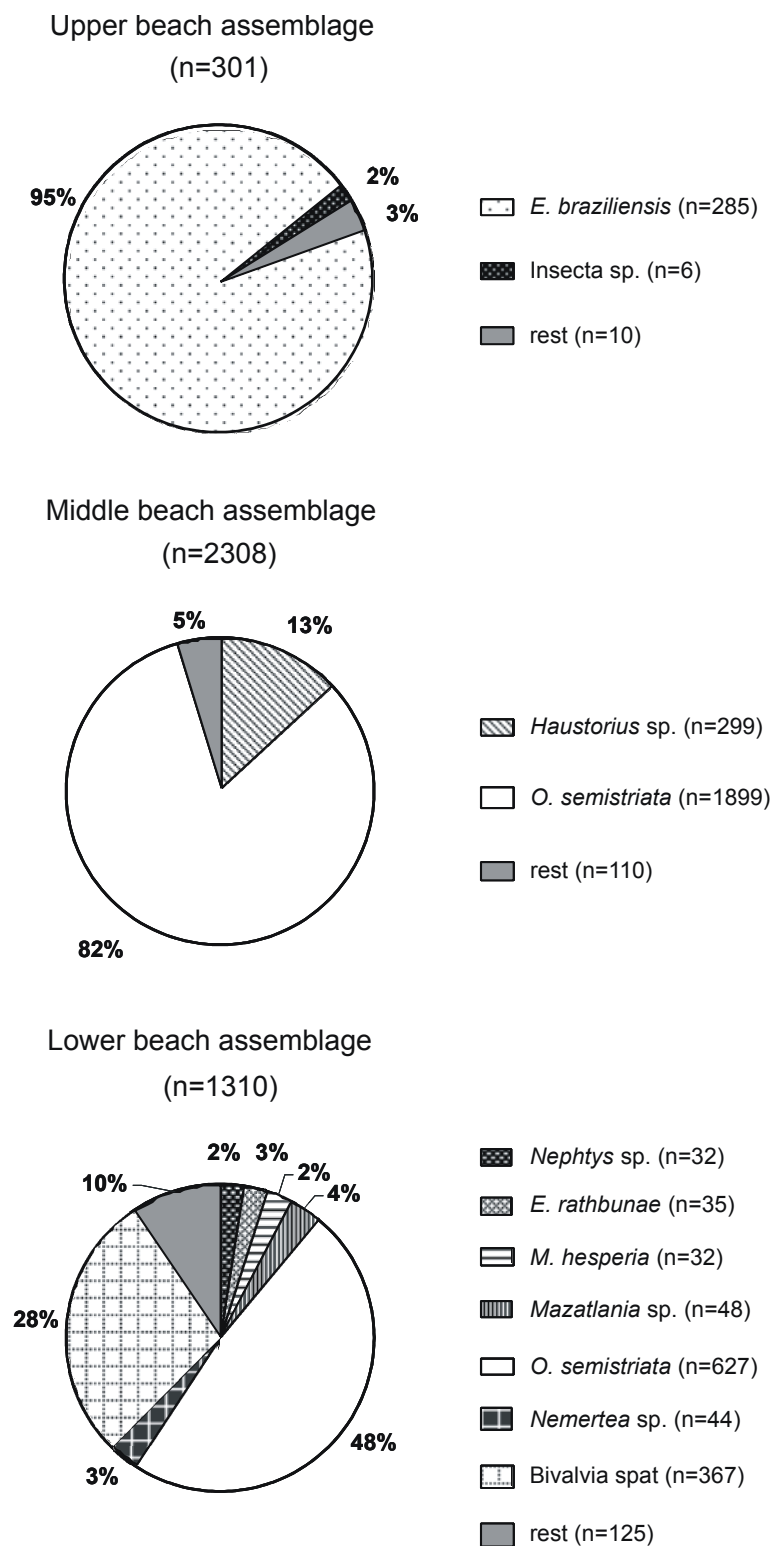 Upper beach assemblage
(n=301)
95%
2%
3%
E. braziliensis (n=285)
Insecta sp. (n=6)
rest (n=10)
Middle beach assemblage
(n=2308)
5%
13%
82%
Haustorius sp. (n=299)
O. semistriata (n=1899)
rest (n=110)
Lower beach assemblage
(n=1310)
10%
2%
3%
2%
4%
28%
48%
3%
Nephtys sp. (n=32)
E. rathbunae (n=35)
M. hesperia (n=32)
Mazatlania sp. (n=48)
O. semistriata (n=627)
Nemertea sp. (n=44)
Bivalvia spat (n=367)
rest (n=125)